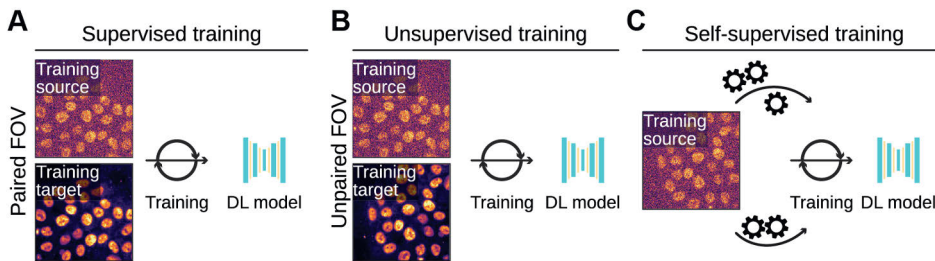 A
Supervised training
Paired FOV
Training
source
Training
target
Training
DL model
B
Unsupervised training
Unpaired FOV
Training
source
Training
target
Training
DL model
C
Self-supervised training
Training
source
Training
DL model